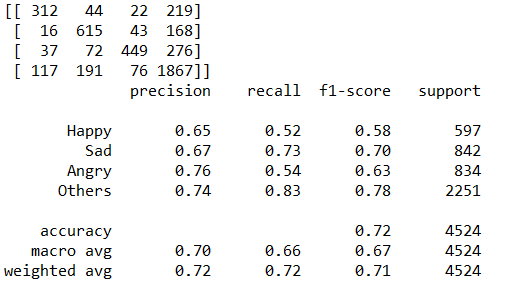 [[ 312 44 22 219]
[ 16 615 43 168]
[ 37 72 449 276]
[ 117 191 76 1867]]
precision recall f1-score support
Happy 0.65 0.52 0.58 597
Sad 0.67 0.73 0.70 842
Angry 0.76 0.54 0.63 834
Others 0.74 0.83 0.78 2251
accuracy 0.72 4524
macro avg 0.70 0.66 0.67 4524
weighted avg 0.72 0.72 0.71 4524